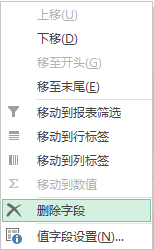 上移(U)
下移(D)
移至开头(G)
移至末尾(E)
移动到报表筛选
移动到行标签
移动到列标签
移动到数值
删除字段
值字段设置(N)...